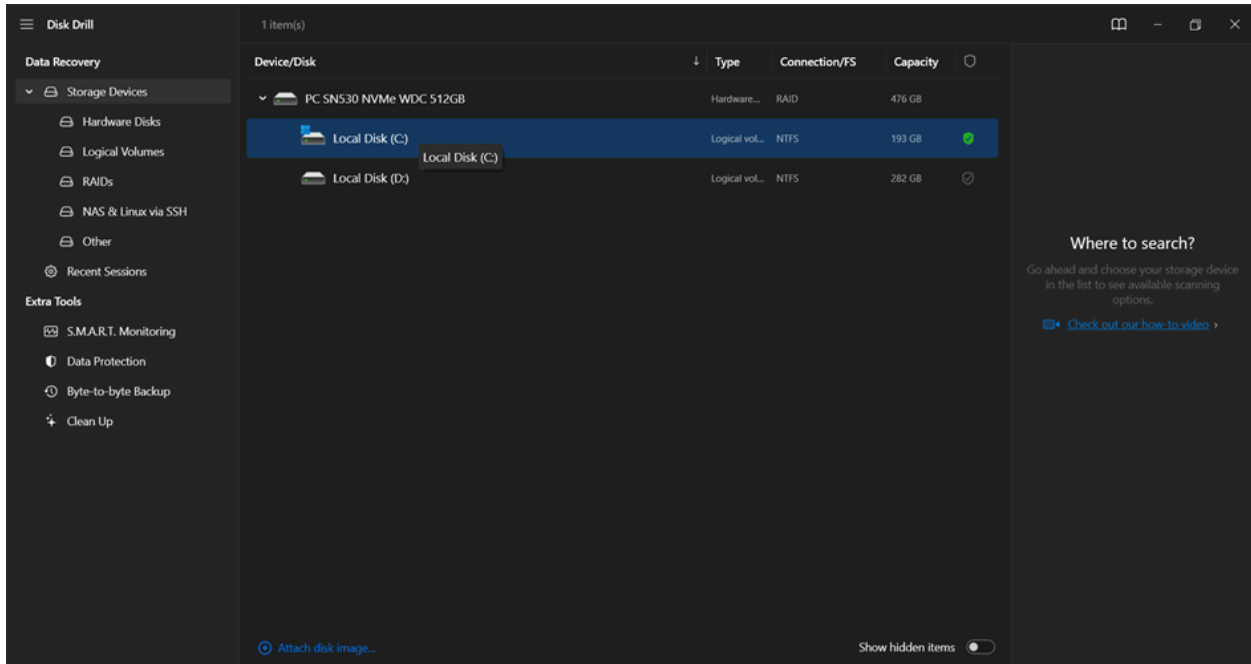 Disk Drill
1 item(s)
Data Recovery
Storage Devices
Hardware Disks
Logical Volumes
RAIDs
NAS & Linux via SSH
Other
Recent Sessions
Extra Tools
S.M.A.R.T. Monitoring
Data Protection
Byte-to-byte Backup
Clean Up
Device/Disk Type Connection/FS Capacity
PC SN530 NVMe WDC 512GB Hardware... RAID 476 GB
Local Disk (C:) Logical vol... NTFS 193 GB
Local Disk (C:)
Local Disk (D:) Logical vol... NTFS 282 GB
Where to search?
Go ahead and choose your storage device
in the list to see available scanning
options.
Check out our how-to video ›
Attach disk image...
Show hidden items